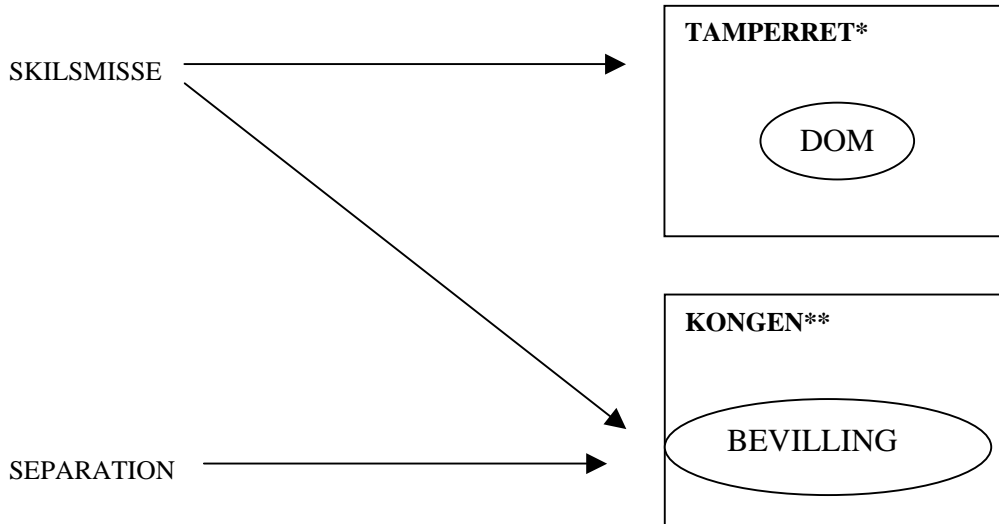 TAMPERRET*
SKILSMISSE
DOM
KONGEN**
BEVILLING
SEPARATION